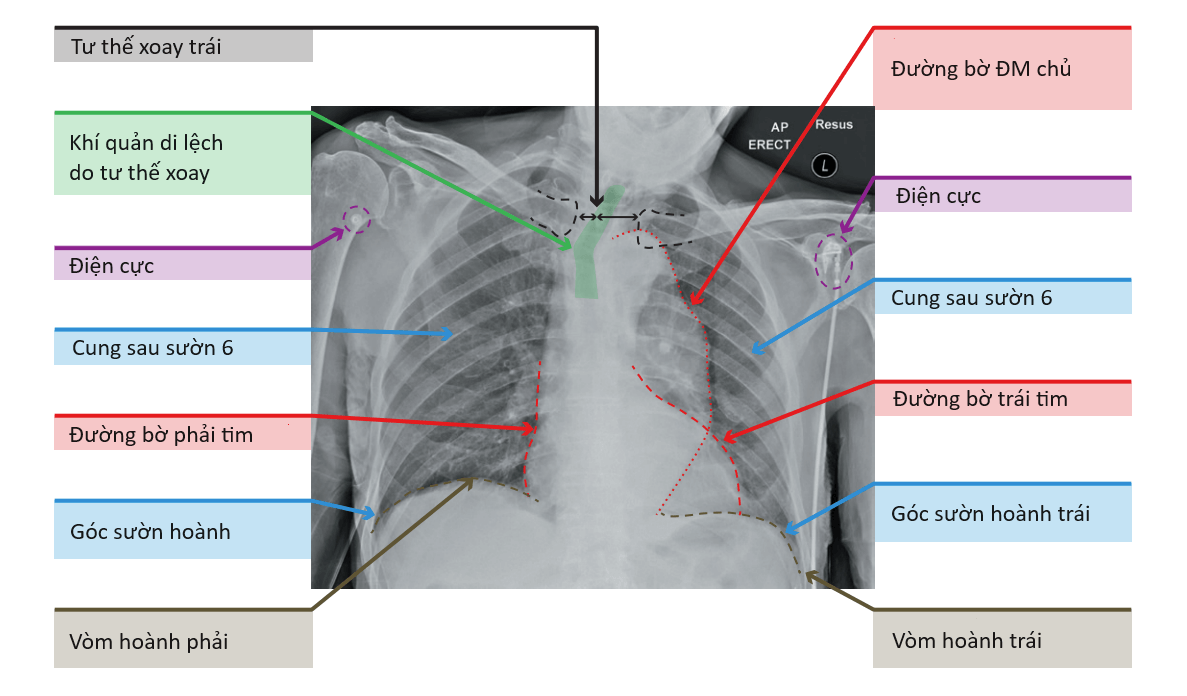 Tư thế xoay trái
Khí quản di lệch
do tư thế xoay
Điện cực
Cung sau sườn 6
Đường bờ phải tim
Góc sườn hoành
Vòm hoành phải
AP
ERECT
Resus
L
Đường bờ ĐM chủ
Điện cực
Cung sau sườn 6
Đường bờ trái tim
Góc sườn hoành trái
Vòm hoành trái